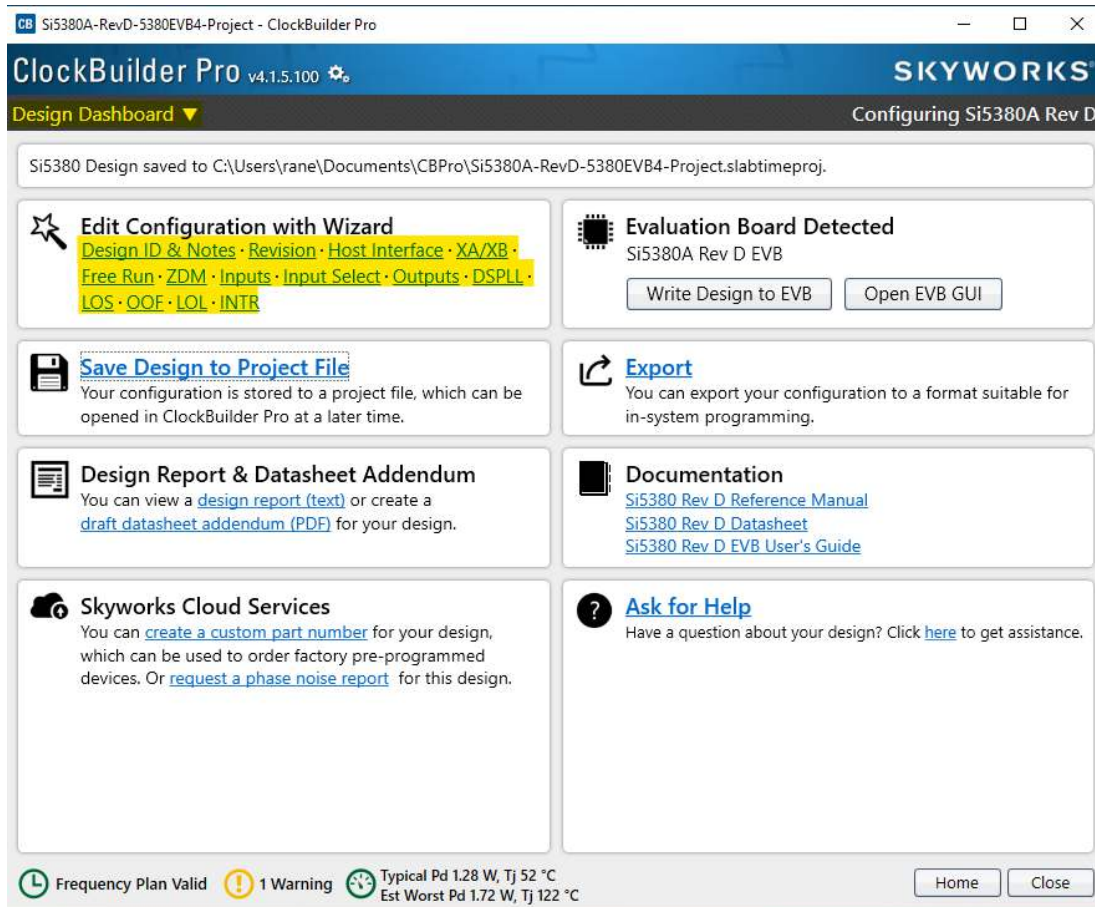 CB Si5380A-RevD-5380EVB4-Project - ClockBuilder Pro
ClockBuilder Pro v4.1.5.100
SKYWORKS
Design Dashboard ▼
Configuring Si5380A Rev D
Si5380 Design saved to C:\Users\rane\Documents\CBPro\Si5380A-RevD-5380EVB4-Project.slabtimeproj.
Edit Configuration with Wizard
Design ID & Notes · Revision · Host Interface · XA/XB ·
Free Run · ZDM · Inputs · Input Select · Outputs · DSPLL ·
LOS · OOF · LOL · INTR
Evaluation Board Detected
Si5380A Rev D EVB
Write Design to EVB
Open EVB GUI
Save Design to Project File
Your configuration is stored to a project file, which can be
opened in ClockBuilder Pro at a later time.
Export
You can export your configuration to a format suitable for
in-system programming.
Design Report & Datasheet Addendum
You can view a design report (text) or create a
draft datasheet addendum (PDF) for your design.
Documentation
Si5380 Rev D Reference Manual
Si5380 Rev D Datasheet
Si5380 Rev D EVB User's Guide
Skyworks Cloud Services
You can create a custom part number for your design,
which can be used to order factory pre-programmed
devices. Or request a phase noise report for this design.
? Ask for Help
Have a question about your design? Click here to get assistance.
Frequency Plan Valid
! 1 Warning
Typical Pd 1.28 W, Tj 52 °C
Est Worst Pd 1.72 W, Tj 122 °C
Home
Close